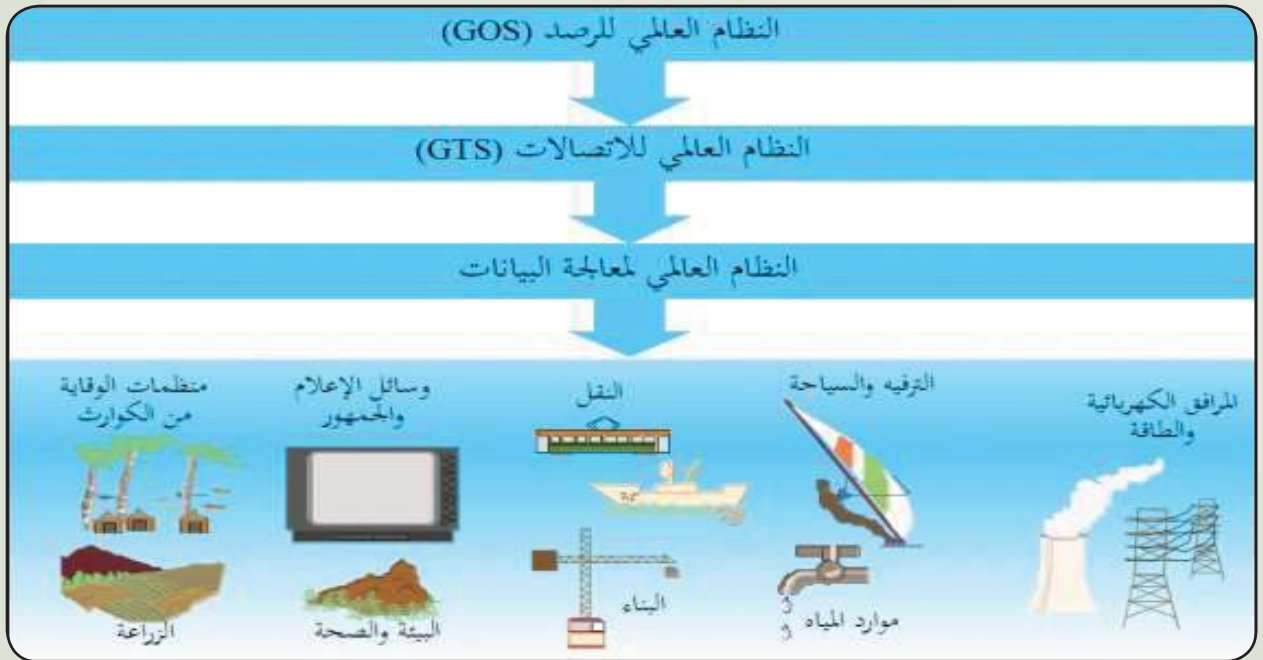 النظام العالمي للرصد (GOS)
النظام العالمي للاتصالات (GTS)
النظام العالمي لمعالجة البيانات
المرافق الكهربائية
والطاقة
الترفيه والسياحة
النقل
وسائل الإعلام
والجمهور
منظمات الوقاية
من الكوارث
موارد المياه
البناء
البيئة والصحة
الزراعة